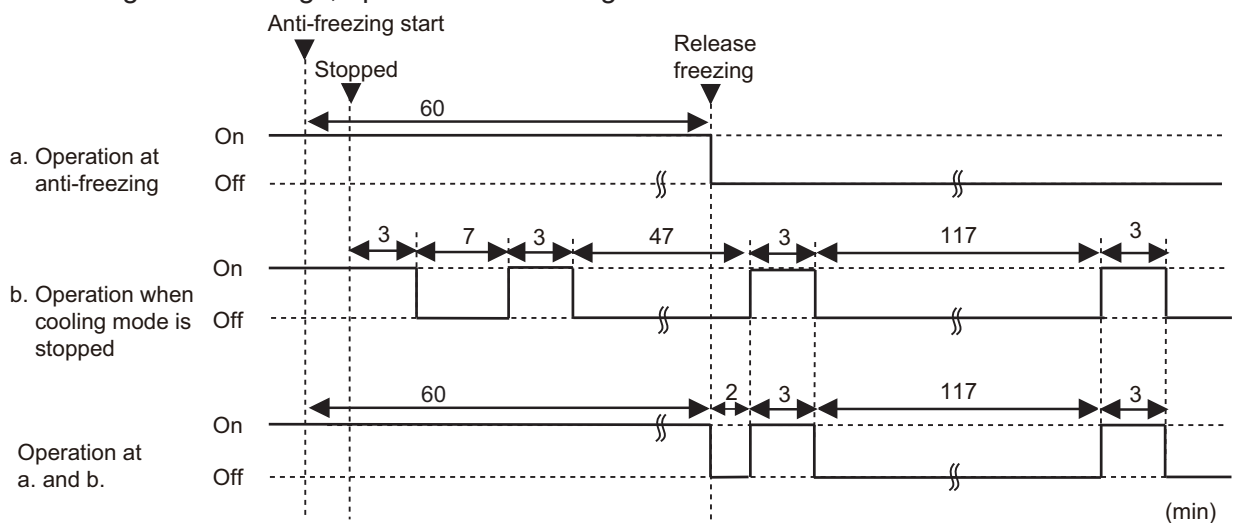 Anti-freezing start
Stopped
Release
freezing
60
a. Operation at
anti-freezing
On
Off
3 7 3 47 3 117 3
b. Operation when
cooling mode is
stopped
On
Off
60 2 3 117 3
Operation at
a. and b.
On
Off
(min)